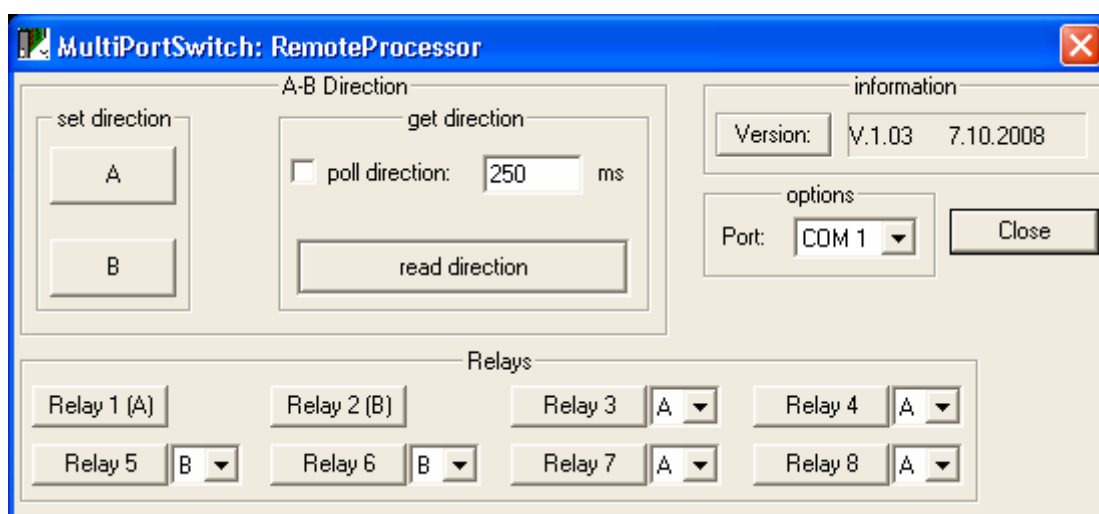 MultiPortSwitch: RemoteProcessor
A-B Direction
set direction
A
B
get direction
poll direction: 250 ms
read direction
information
Version: V.1.03 7.10.2008
options
Port: COM 1
Close
Relays
Relay 1 (A) Relay 2 (B) Relay 3 A Relay 4 A
Relay 5 B Relay 6 B Relay 7 A Relay 8 A